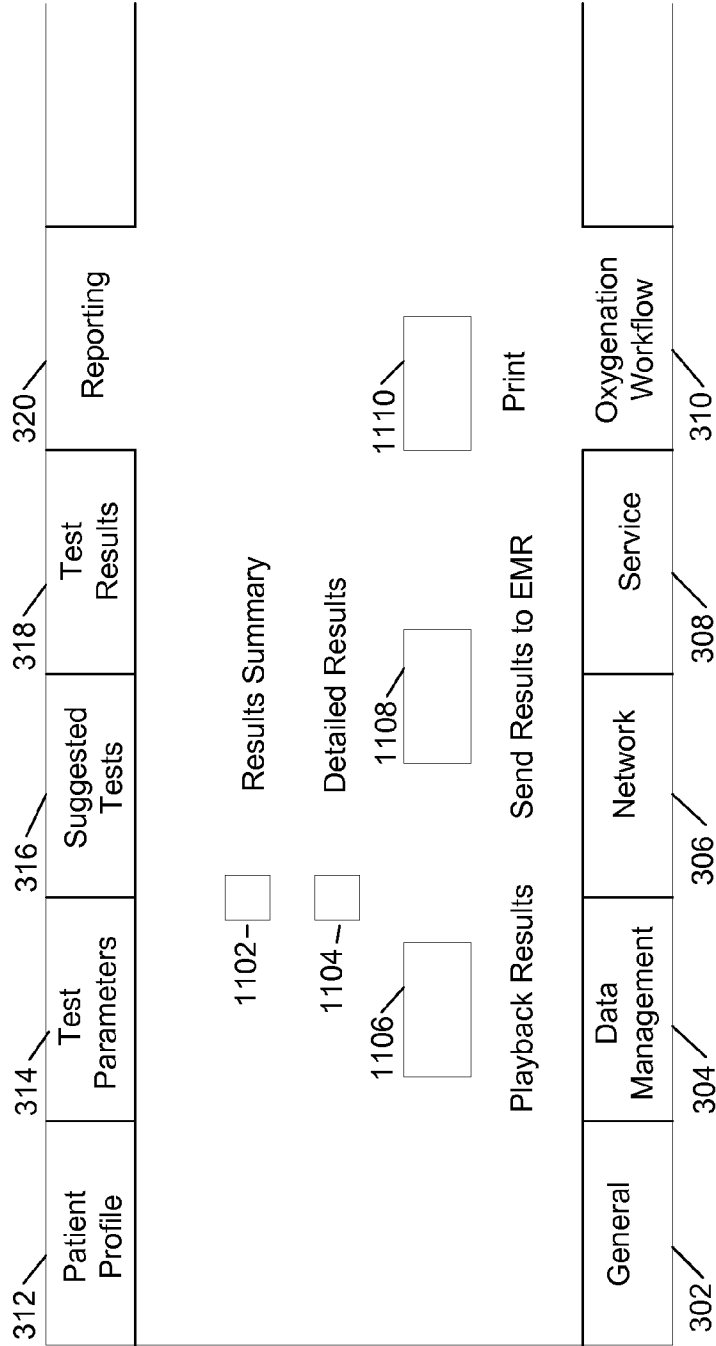 312
314
316
318
320
Patient
Profile
Test
Parameters
Suggested
Tests
Test
Results
Reporting
1102
Results Summary
1104
Detailed Results
1106
1108
1110
Playback Results
Send Results to EMR
Print
General
Data
Management
Network
Service
Oxygenation
Workflow
302
304
306
308
310